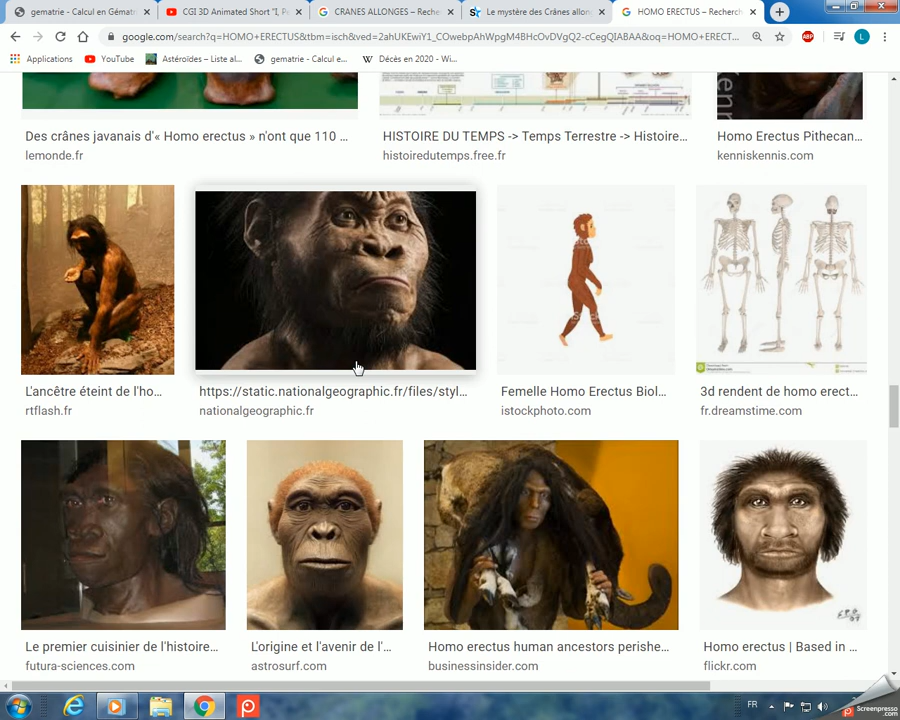 gematrie - Calcul en Gématri
CGI 3D Animated Short "I, Pe
CRANES ALLONGES – Reche
Le mystère des Crânes allon
HOMO ERECTUS – Recherch
google.com/search?q=HOMO+ERECTUS&tbm=isch&ved=2ahUKEwiY1_COwebpAhWpgM4BHcOvDVgQ2-cCegQIABAA&oq=HOMO+ERECT...
ABP
L
Applications
YouTube
Astéroïdes – Liste al...
gematrie - Calcul e...
W
Décès en 2020 - Wi...
Des crânes javanais d'« Homo erectus » n'ont que 110 ...
HISTOIRE DU TEMPS -> Temps Terrestre -> Histoire...
Homo Erectus Pithecan...
lemonde.fr
histoiredutemps.free.fr
kenniskennis.com
L'ancêtre éteint de l'ho...
https://static.nationalgeographic.fr/files/styl...
Femelle Homo Erectus Biol...
3d rendent de homo erect...
rtflash.fr
nationalgeographic.fr
istockphoto.com
fr.dreamstime.com
Le premier cuisinier de l'histoire...
L'origine et l'avenir de l'...
Homo erectus human ancestors perishe...
Homo erectus | Based in ...
futura-sciences.com
astrosurf.com
businessinsider.com
flickr.com
FR
Screenpresso
.com